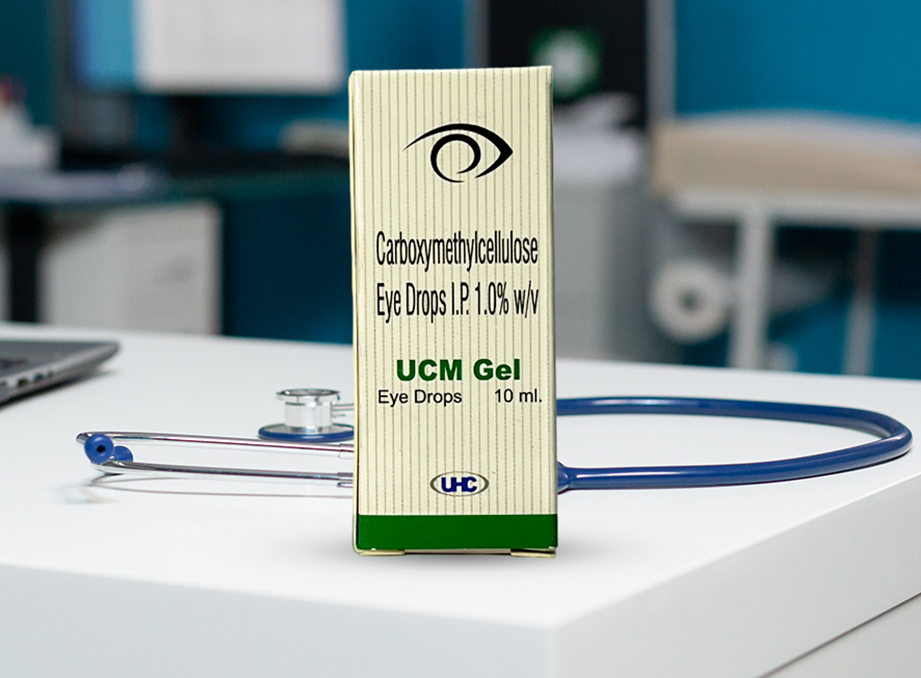 Carboxymethylcellulose
Eye Drops I.P. 1.0% w/v
UCM Gel
Eye Drops 10 ml.
UHC